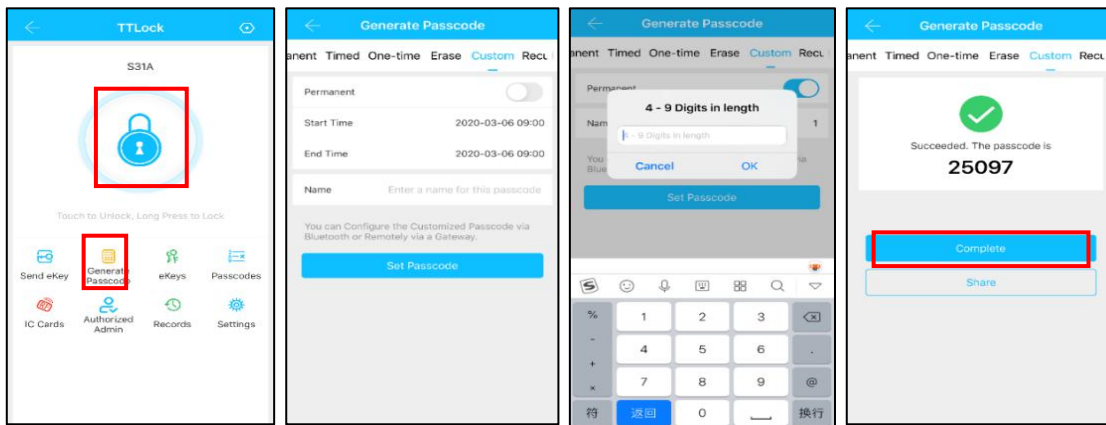 TTLock
S31A
Touch to Unlock, Long Press to Lock
Send eKey
Generate
Passcode
eKeys
Passcodes
IC Cards
Authorized
Admin
Records
Settings
Generate Passcode
anent Timed One-time Erase Custom Recu
Permanent
Start Time 2020-03-06 09:00
End Time 2020-03-06 09:00
Name Enter a name for this passcode
You can Configure the Customized Passcode via
Bluetooth or Remotely via a Gateway.
Set Passcode
Generate Passcode
anent Timed One-time Erase Custom Recu
Permanent
4 - 9 Digits in length
Nam 1
4 - 9 Digits in length
You via
Blue
Cancel OK
Set Passcode
S
% 1 2 3
- 4 5 6 .
+
× 7 8 9 @
符 返回 0 换行
Generate Passcode
anent Timed One-time Erase Custom Recu
Succeeded. The passcode is
25097
Complete
Share